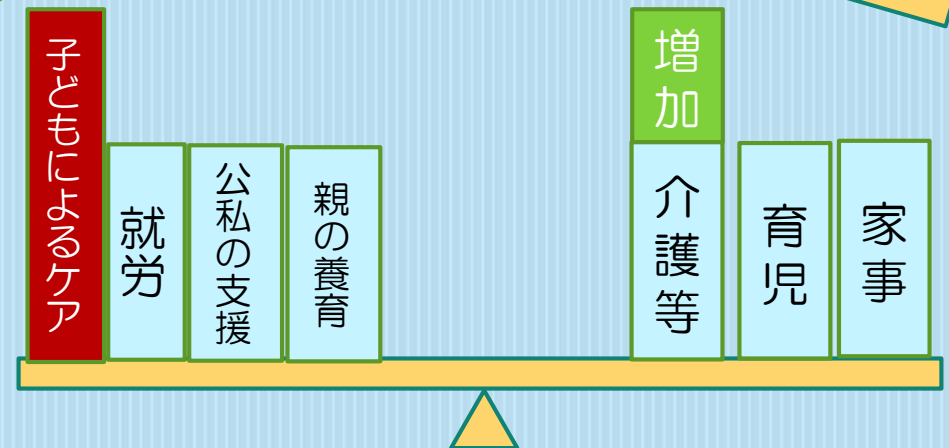 子どもによるケア
就労
公私の支援
親の養育
増加
介護等
育児
家事